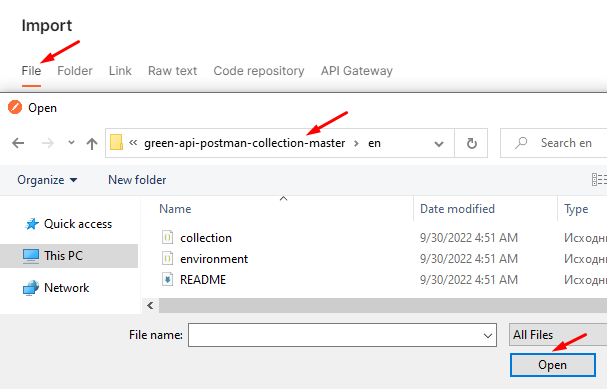 Import
File Folder Link Raw text Code repository API Gateway
Open
« green-api-postman-collection-master > en Search en
Organize New folder
Name Date modified Type
Quick access
This PC
Network
collection 9/30/2022 4:51 AM Исходн
environment 9/30/2022 4:51 AM Исходн
README 9/30/2022 4:51 AM Исходн
File name: All Files
Open